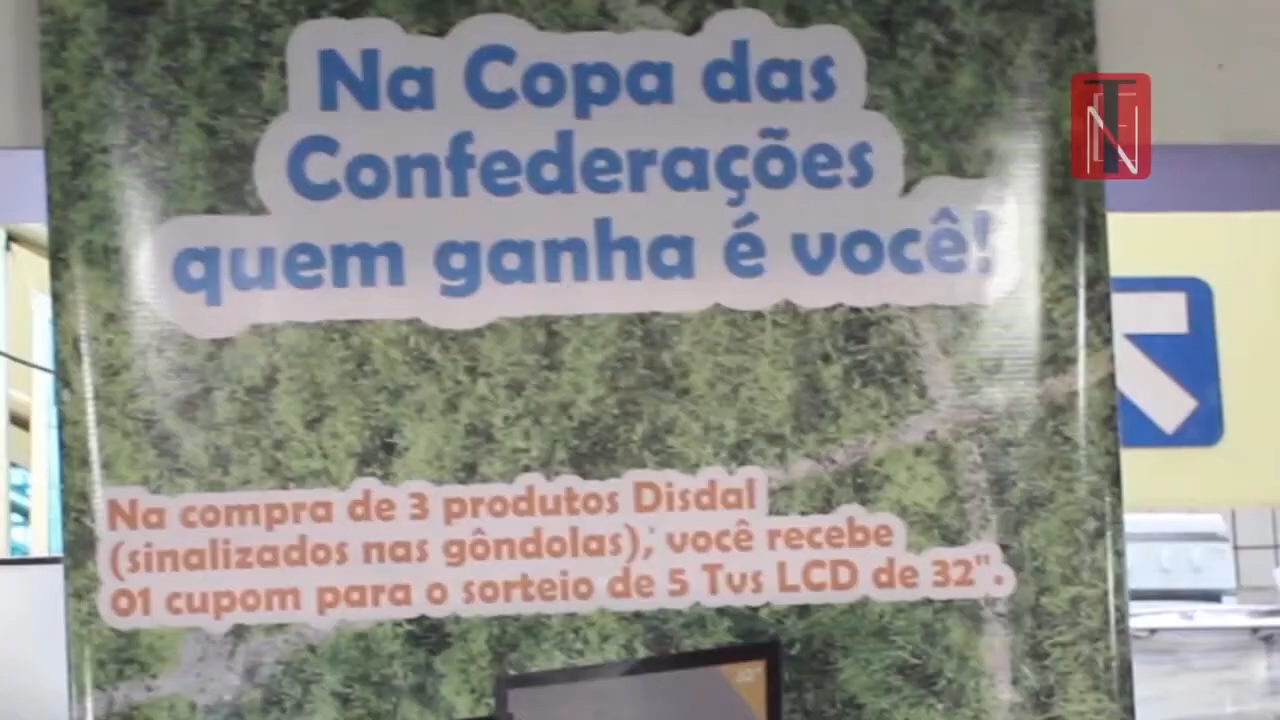 Na Copa das
Confederações
quem ganha é você!
Na compra de 3 produtos Disdal
(sinalizados nas gôndolas), você recebe
01 cupom para o sorteio de 5 Tvs LCD de 32".
32"